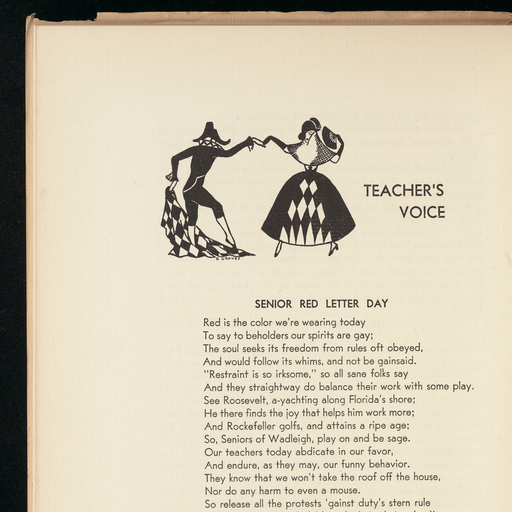 TEACHER'S
VOICE
SENIOR RED LETTER DAY
Red is the color we're wearing today
To say to beholders our spirits are gay;
The soul seeks its freedom from rules oft obeyed,
And would follow its whims, and not be gainsaid.
"Restraint is so irksome," so all sane folks say
And they straightway do balance their work with some play.
See Roosevelt, a-yachting along Florida's shore;
He there finds the joy that helps him work more;
And Rockefeller golfs, and attains a ripe age;
So, Seniors of Wadleigh, play on and be sage.
Our teachers today abdicate in our favor,
And endure, as they may, our funny behavior.
They know that we won't take the roof off the house,
Nor do any harm to even a mouse.
So release all the protests 'gainst duty's stern rule